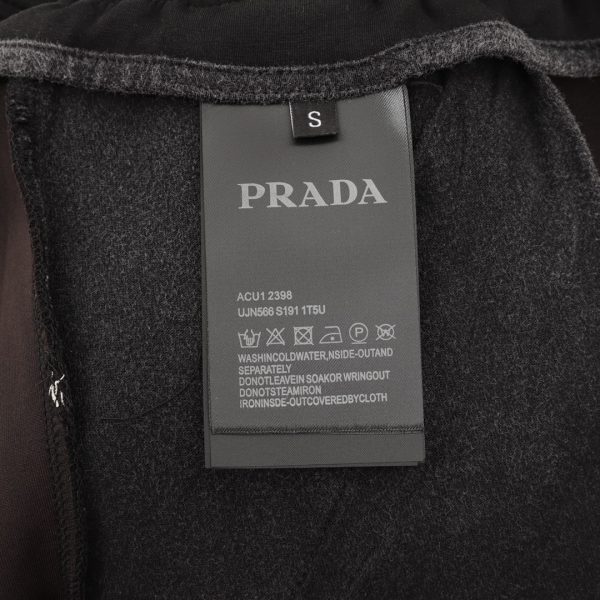 S
PRADA
ACU1 2398
UJN566 S191 1T5U
WASHINCOLDWATER,NSIDE-OUTAND
SEPARATELY
DONOTLEAVEIN SOAKOR WRINGOUT
DONOTSTEAMIRON
IRONINSDE-OUTCOVEREDBYCLOTH